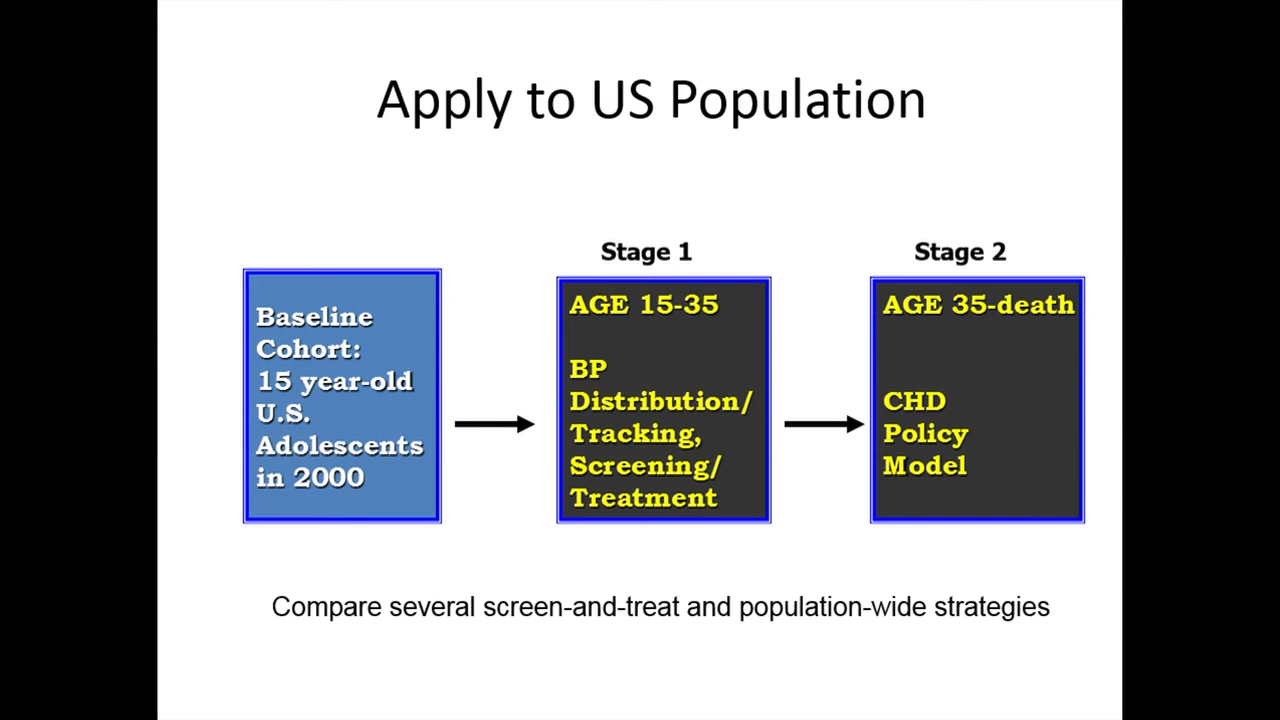 Apply to US Population
Baseline
Cohort:
15 year-old
U.S.
Adolescents
in 2000
Stage 1
AGE 15-35
BP
Distribution/
Tracking,
Screening/
Treatment
Stage 2
AGE 35-death
CHD
Policy
Model
Compare several screen-and-treat and population-wide strategies